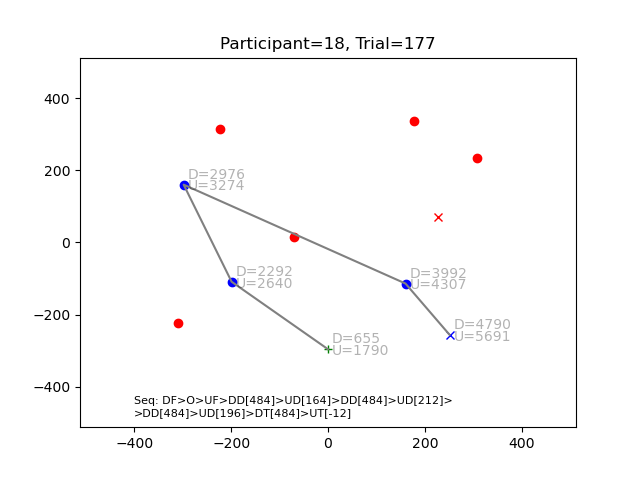 Participant=18, Trial=177
400
200
0
−200
−400
−400
−200
0
200
400
D=2976
U=3274
D=2292
U=2640
D=3992
U=4307
D=4790
U=5691
D=655
U=1790
Seq: DF>O>UF>DD[484]>UD[164]>DD[484]>UD[212]>
>DD[484]>UD[196]>DT[484]>UT[-12]